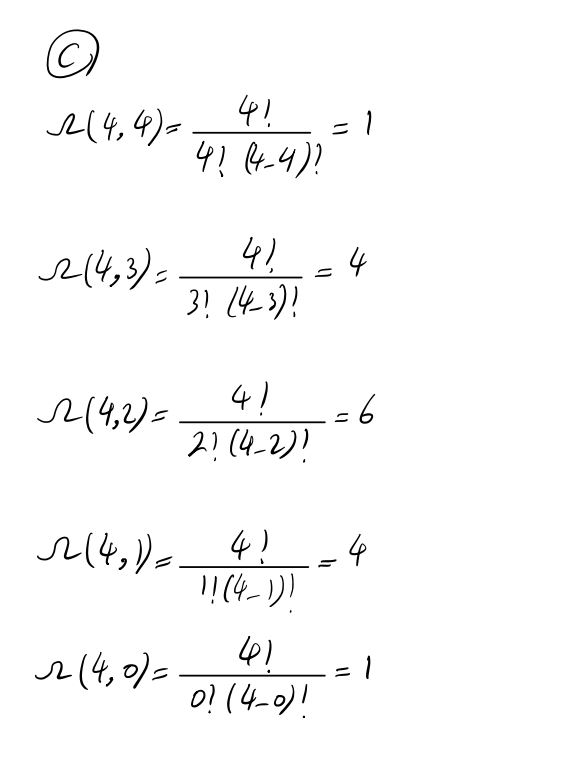 C
Ω(4,4) = 4! / 4! (4-4)! = 1
Ω(4,3) = 4! / 3! (4-3)! = 4
Ω(4,2) = 4! / 2! (4-2)! = 6
Ω(4,1) = 4! / 1! (4-1)! = 4
Ω(4,0) = 4! / 0! (4-0)! = 1